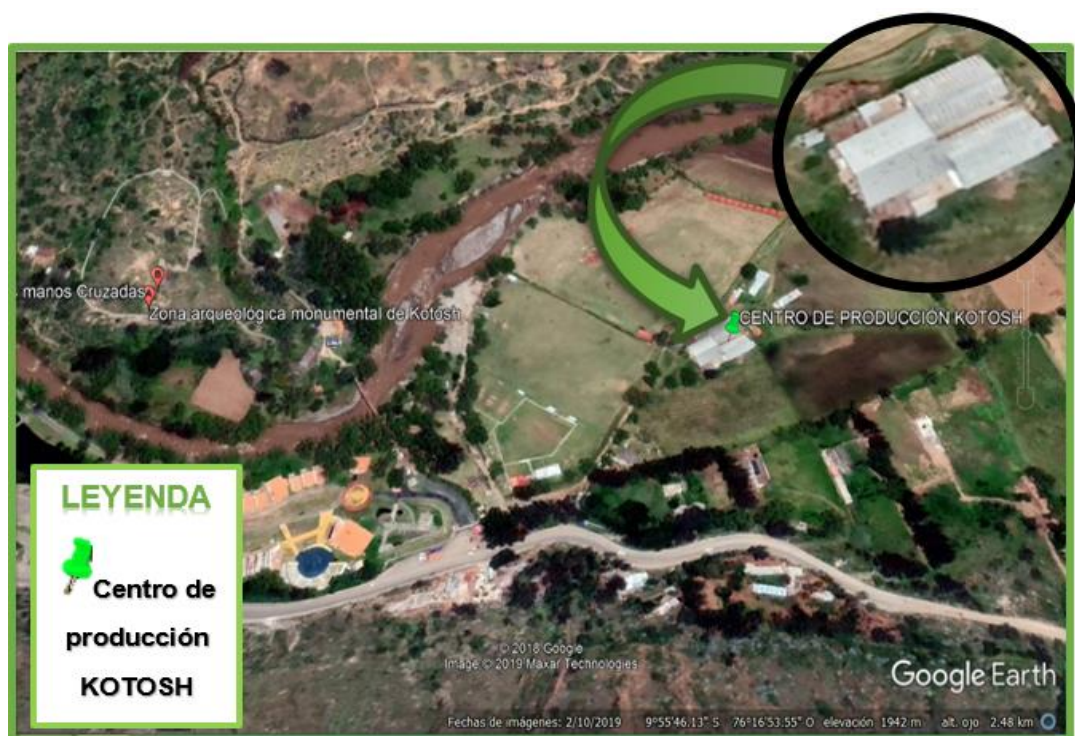 manos Cruzadas
Zona arqueológica monumental de Kotosh
CENTRO DE PRODUCCIÓN KOTOSH
LEYENDA
Centro de
producción
KOTOSH
© 2018 Google
Image © 2019 Maxar Technologies
Google Earth
Fechas de imágenes: 2/10/2019 9°55'46.13" S 76°16'53.55" O elevación 1942 m alt. ojo 2.48 km